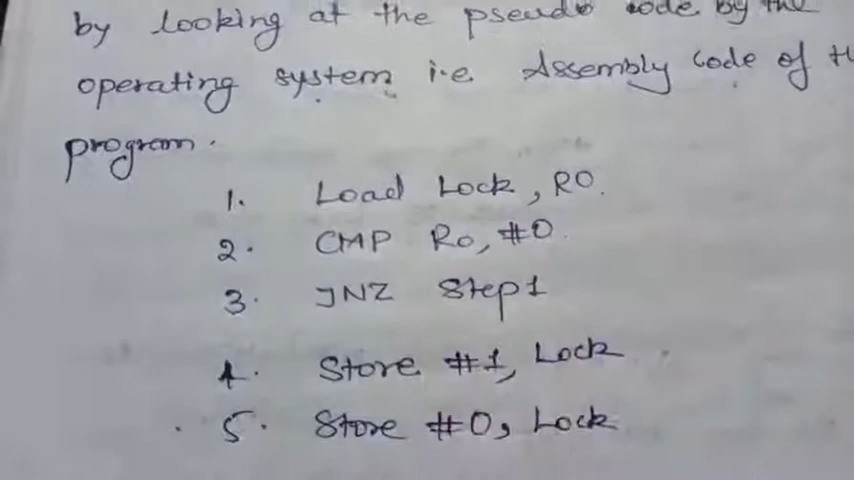 by looking at the pseudo code by the
operating system i.e. Assembly code of
program.
1. Load Lock, R0.
2. CMP R0, #0.
3. JNZ Step1
4. Store #1, Lock
5. Store #0, Lock